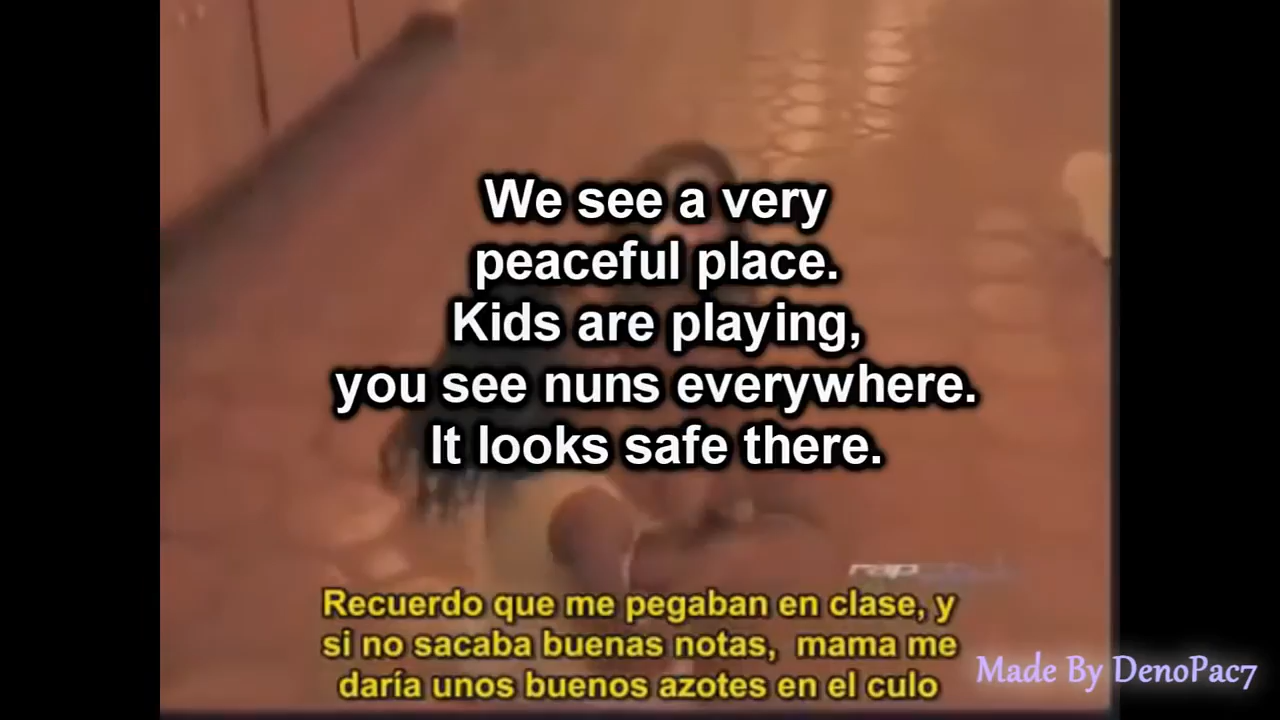 We see a very
peaceful place.
Kids are playing,
you see nuns everywhere.
It looks safe there.
Recuerdo que me pegaban en clase, y
si no sacaba buenas notas, mama me
daría unos buenos azotes en el culo
Made By DenoPac7